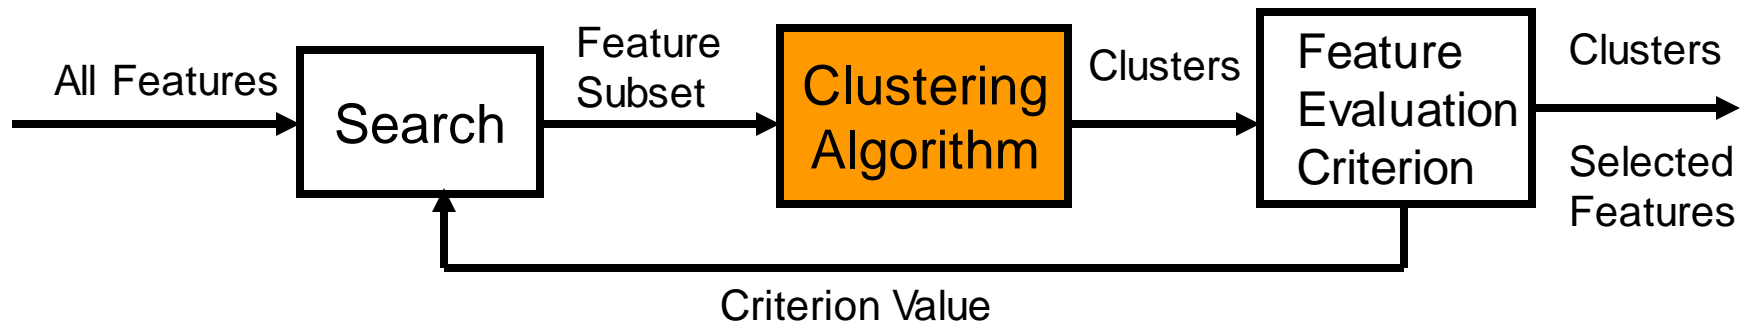 All Features
Search
Feature
Subset
Clustering
Algorithm
Clusters
Feature
Evaluation
Criterion
Clusters
Selected
Features
Criterion Value